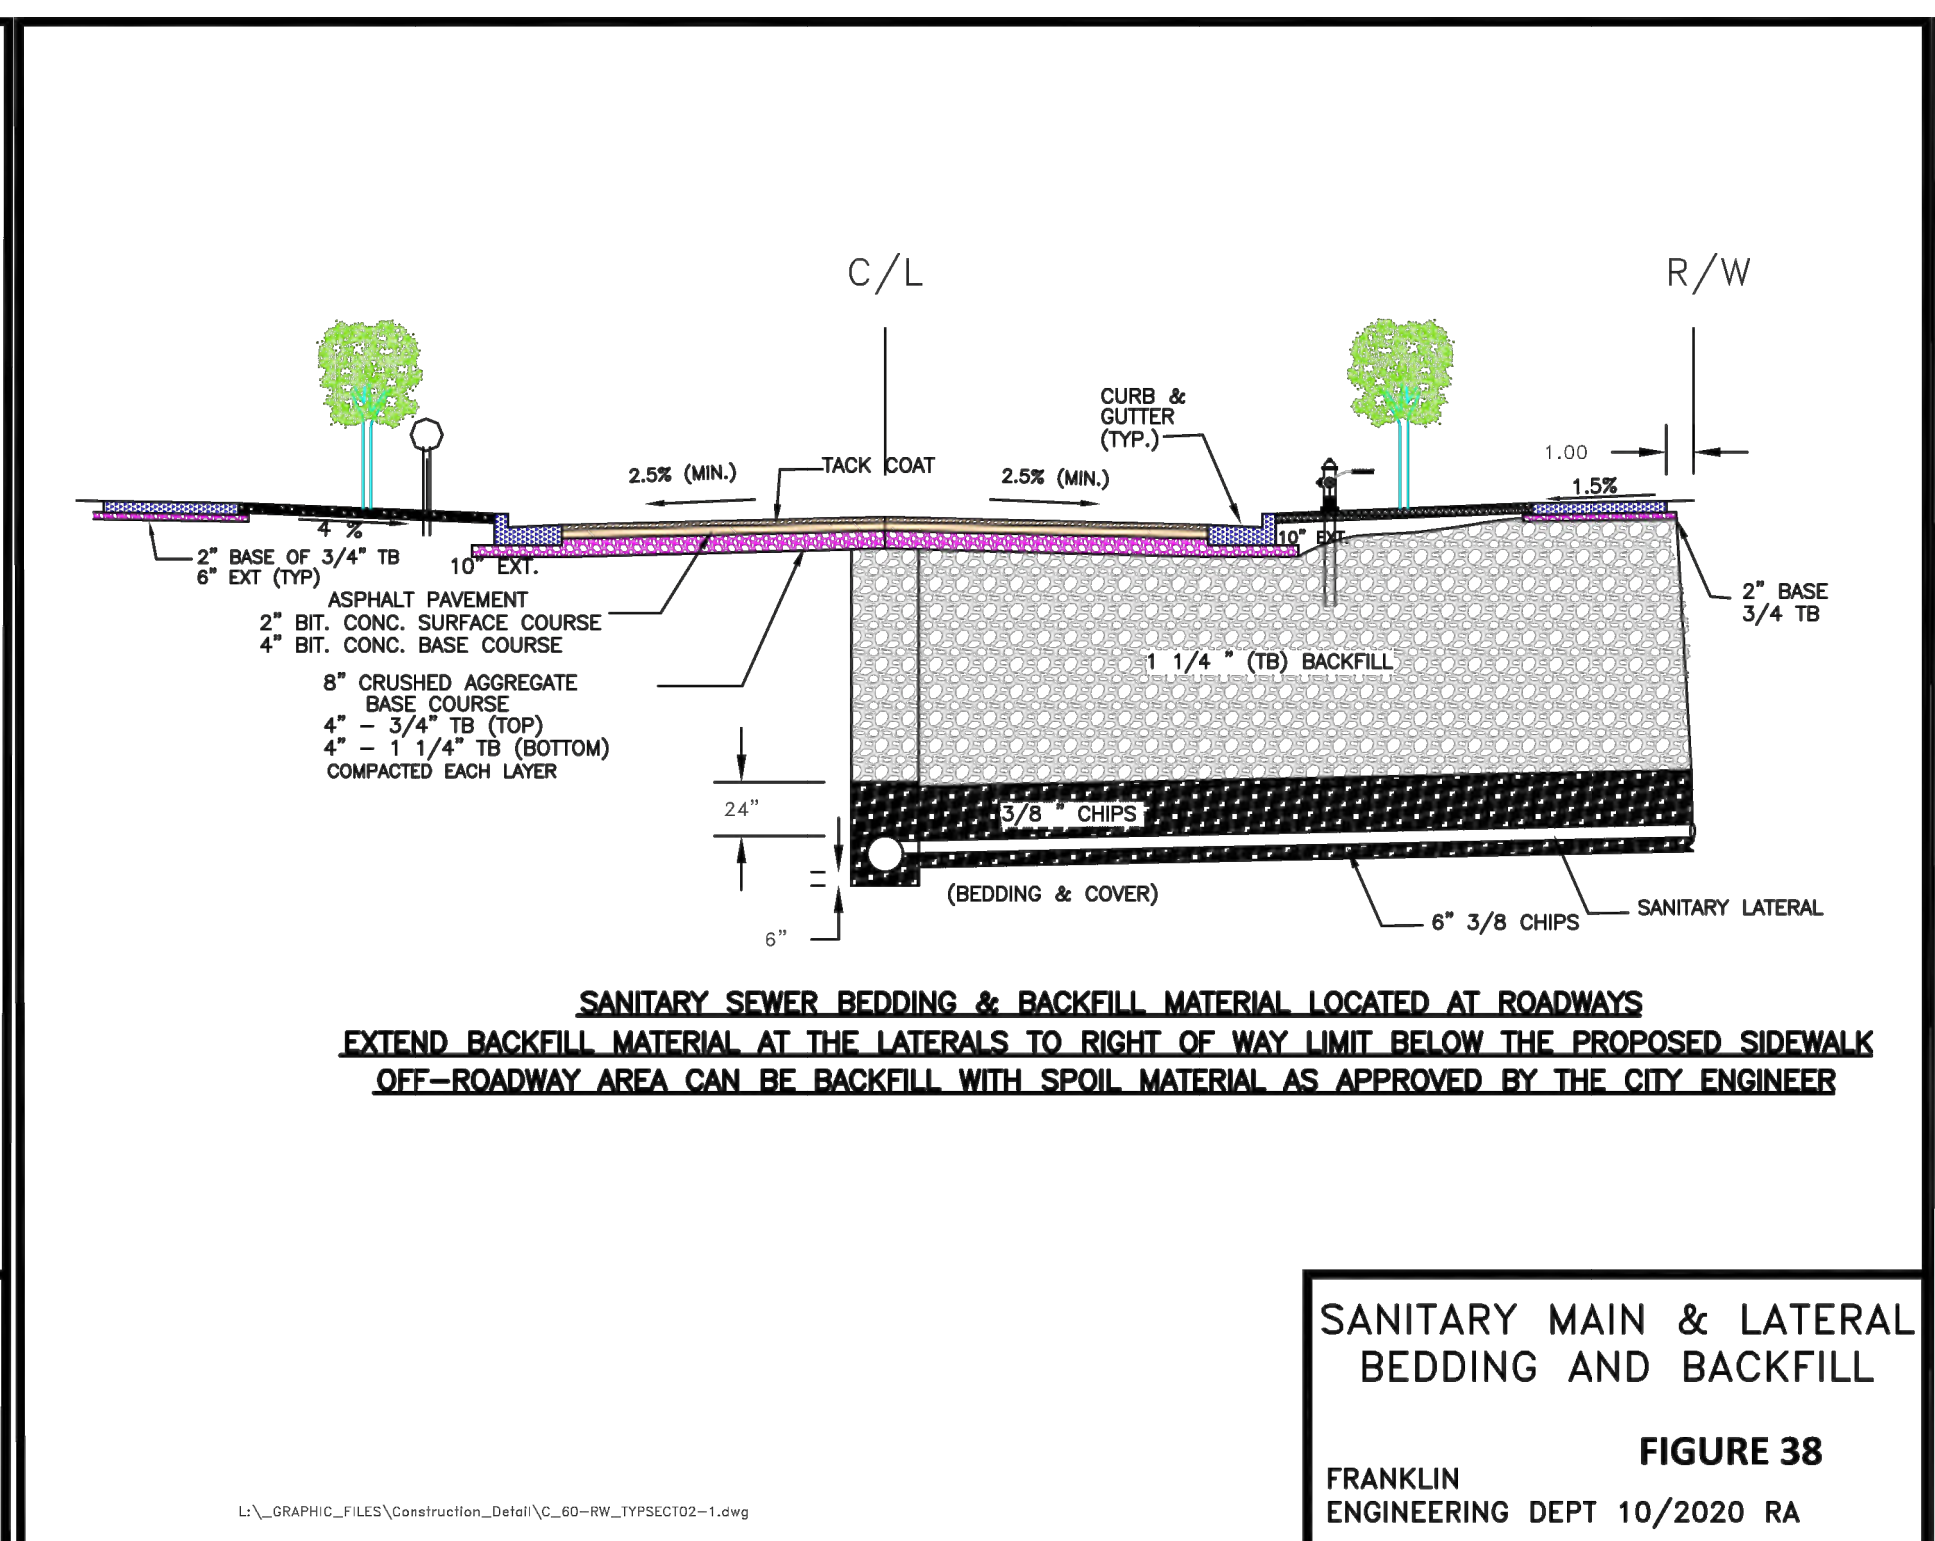 C/L
R/W
CURB &
GUTTER
(TYP.)
1.00
2.5% (MIN.)
TACK COAT
2.5% (MIN.)
1.5%
4 %
10" EXT.
2" BASE OF 3/4" TB
6" EXT (TYP)
10" EXT.
2" BASE
3/4 TB
ASPHALT PAVEMENT
2" BIT. CONC. SURFACE COURSE
4" BIT. CONC. BASE COURSE
1 1/4 " (TB) BACKFILL
8" CRUSHED AGGREGATE
BASE COURSE
4" – 3/4" TB (TOP)
4" – 1 1/4" TB (BOTTOM)
COMPACTED EACH LAYER
24"
3/8 " CHIPS
(BEDDING & COVER)
6" 3/8 CHIPS
SANITARY LATERAL
6"
SANITARY SEWER BEDDING & BACKFILL MATERIAL LOCATED AT ROADWAYS
EXTEND BACKFILL MATERIAL AT THE LATERALS TO RIGHT OF WAY LIMIT BELOW THE PROPOSED SIDEWALK
OFF–ROADWAY AREA CAN BE BACKFILL WITH SPOIL MATERIAL AS APPROVED BY THE CITY ENGINEER
SANITARY MAIN & LATERAL
BEDDING AND BACKFILL
FIGURE 38
FRANKLIN
ENGINEERING DEPT 10/2020 RA
L:\_GRAPHIC_FILES\Construction_Detail\C_60–RW_TYPSECT02–1.dwg